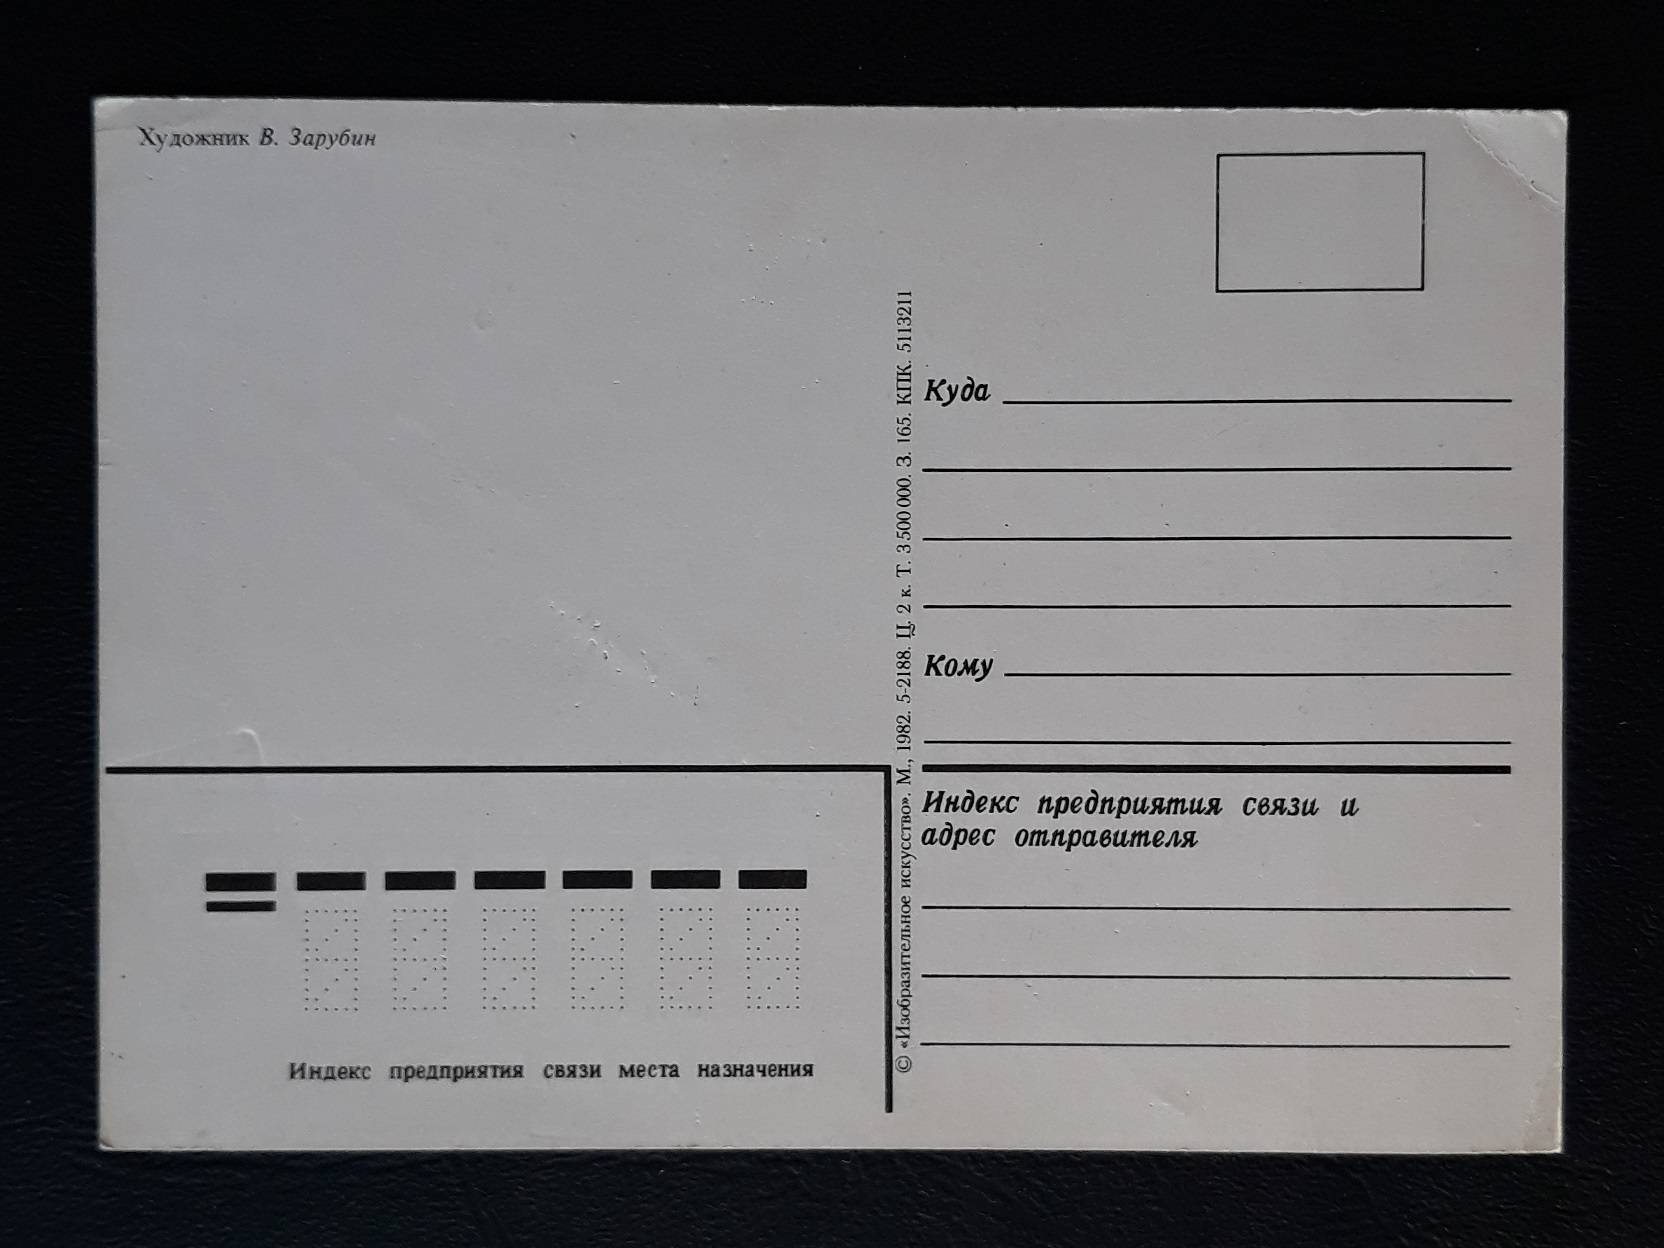 Художник В. Зарубин
© «Изобразительное искусство». М., 1982. 5-2188. Ц. 2 к. Т. 3 500 000. З. 165. КПК. 5113211
Куда
Кому
Индекс предприятия связи и
адрес отправителя
Индекс предприятия связи места назначения